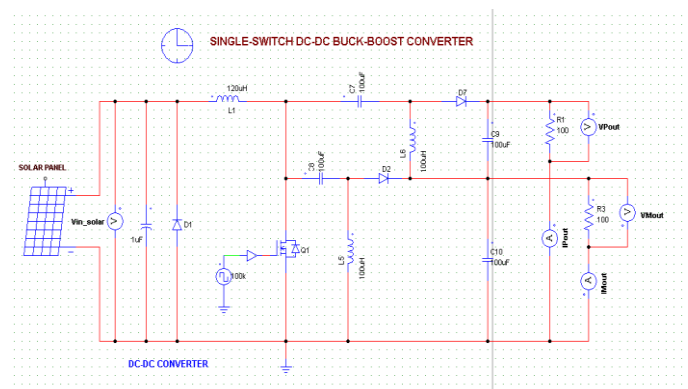 SINGLE-SWITCH DC-DC BUCK-BOOST CONVERTER
120uH
L1
C7
100uF
D7
C9
100uF
R1
100
V
VPout
L6
100uH
SOLAR PANEL
C8
100uF
D2
R3
100
V
VMout
+
Vin_solar
V
1uF
D1
Q1
L5
100uH
A
IPout
C10
100uF
100k
A
IMout
DC-DC CONVERTER